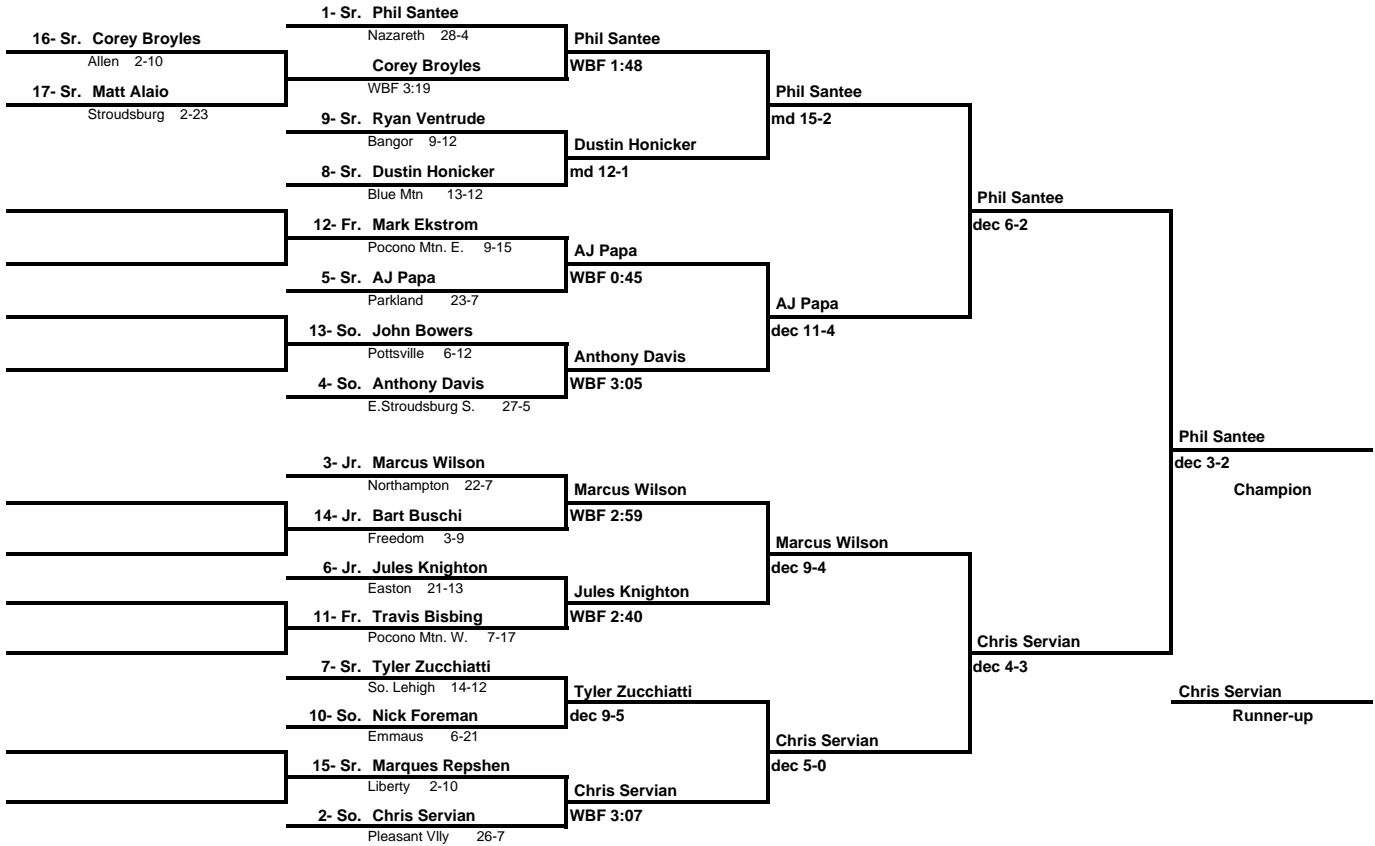 16- Sr. Corey Broyles
Allen 2-10
17- Sr. Matt Alaio
Stroudsburg 2-23
1- Sr. Phil Santee
Nazareth 28-4
Corey Broyles
WBF 3:19
9- Sr. Ryan Ventrude
Bangor 9-12
8- Sr. Dustin Honicker
Blue Mtn 13-12
12- Fr. Mark Ekstrom
Pocono Mtn. E. 9-15
5- Sr. AJ Papa
Parkland 23-7
13- So. John Bowers
Pottsville 6-12
4- So. Anthony Davis
E.Stroudsburg S. 27-5
3- Jr. Marcus Wilson
Northampton 22-7
14- Jr. Bart Buschi
Freedom 3-9
6- Jr. Jules Knighton
Easton 21-13
11- Fr. Travis Bisbing
Pocono Mtn. W. 7-17
7- Sr. Tyler Zucchiatti
So. Lehigh 14-12
10- So. Nick Foreman
Emmaus 6-21
15- Sr. Marques Repshen
Liberty 2-10
2- So. Chris Servian
Pleasant Vlly 26-7
Phil Santee
WBF 1:48
Dustin Honicker
md 12-1
AJ Papa
WBF 0:45
Anthony Davis
WBF 3:05
Marcus Wilson
WBF 2:59
Jules Knighton
WBF 2:40
Tyler Zucchiatti
dec 9-5
Chris Servian
WBF 3:07
Phil Santee
md 15-2
AJ Papa
dec 11-4
Marcus Wilson
dec 9-4
Chris Servian
dec 5-0
Phil Santee
dec 6-2
Chris Servian
dec 4-3
Phil Santee
dec 3-2
Champion
Chris Servian
Runner-up